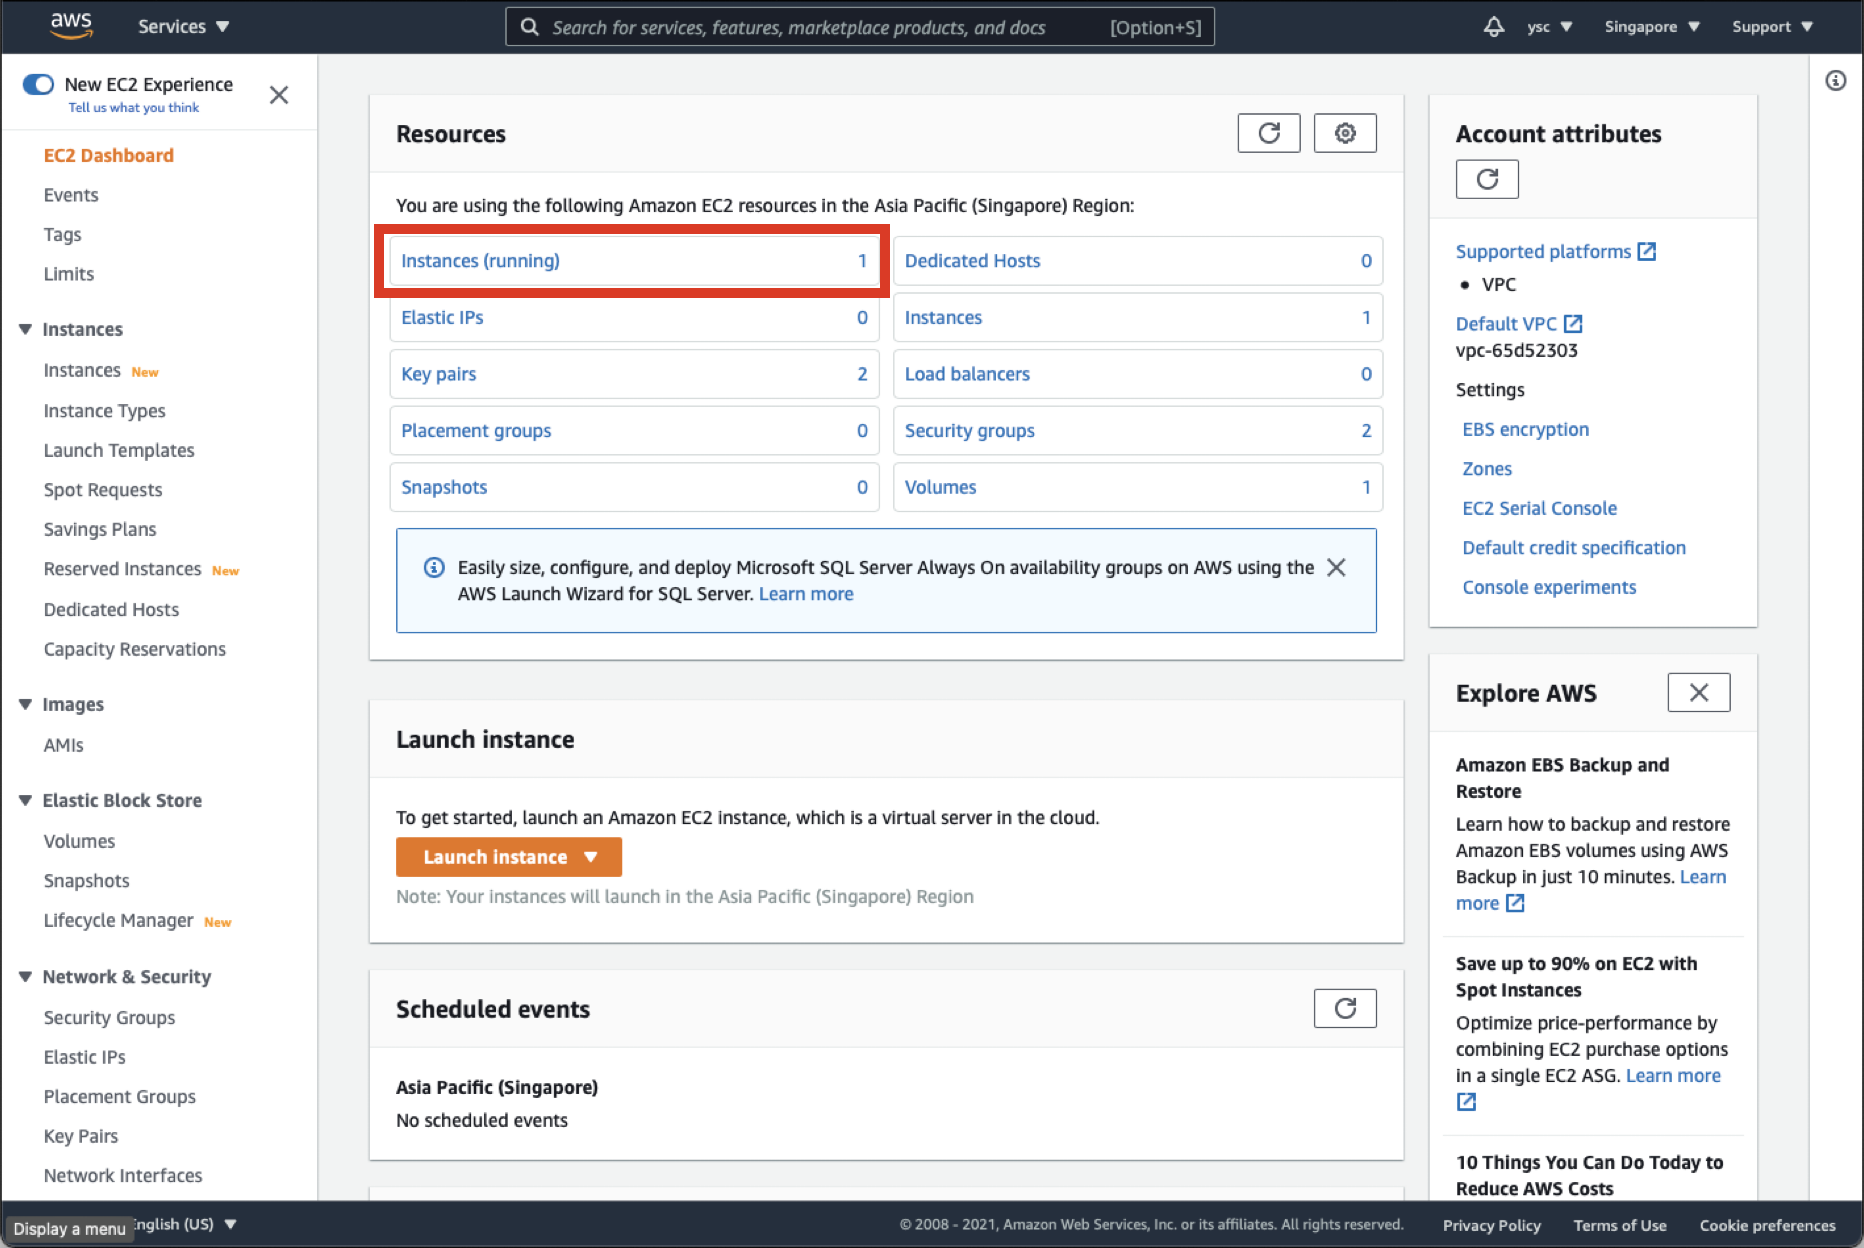 aws
Services
Search for services, features, marketplace products, and docs [Option+S]
ysc
Singapore
Support
New EC2 Experience
Tell us what you think
EC2 Dashboard
Events
Tags
Limits
Instances
Instances New
Instance Types
Launch Templates
Spot Requests
Savings Plans
Reserved Instances New
Dedicated Hosts
Capacity Reservations
Images
AMIs
Elastic Block Store
Volumes
Snapshots
Lifecycle Manager New
Network & Security
Security Groups
Elastic IPs
Placement Groups
Key Pairs
Network Interfaces
Resources
You are using the following Amazon EC2 resources in the Asia Pacific (Singapore) Region:
Instances (running) 1
Dedicated Hosts 0
Elastic IPs 0
Instances 1
Key pairs 2
Load balancers 0
Placement groups 0
Security groups 2
Snapshots 0
Volumes 1
Easily size, configure, and deploy Microsoft SQL Server Always On availability groups on AWS using the
AWS Launch Wizard for SQL Server. Learn more
Launch instance
To get started, launch an Amazon EC2 instance, which is a virtual server in the cloud.
Launch instance
Note: Your instances will launch in the Asia Pacific (Singapore) Region
Scheduled events
Asia Pacific (Singapore)
No scheduled events
Account attributes
Supported platforms
• VPC
Default VPC
vpc-65d52303
Settings
EBS encryption
Zones
EC2 Serial Console
Default credit specification
Console experiments
Explore AWS
Amazon EBS Backup and
Restore
Learn how to backup and restore
Amazon EBS volumes using AWS
Backup in just 10 minutes. Learn
more
Save up to 90% on EC2 with
Spot Instances
Optimize price-performance by
combining EC2 purchase options
in a single EC2 ASG. Learn more
10 Things You Can Do Today to
Reduce AWS Costs
Display a menu
nglish (US)
© 2008 - 2021, Amazon Web Services, Inc. or its affiliates. All rights reserved.
Privacy Policy
Terms of Use
Cookie preferences